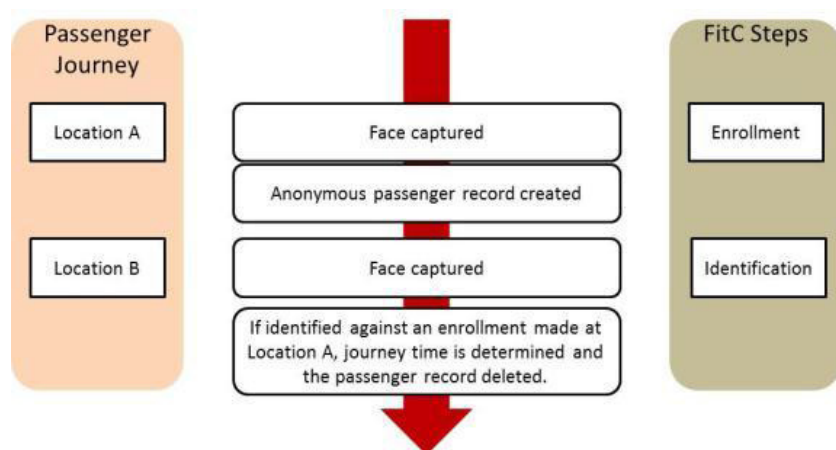 Passenger
Journey
FitC Steps
Location A
Face captured
Enrollment
Anonymous passenger record created
Location B
Face captured
Identification
If identified against an enrollment made at
Location A, journey time is determined and
the passenger record deleted.